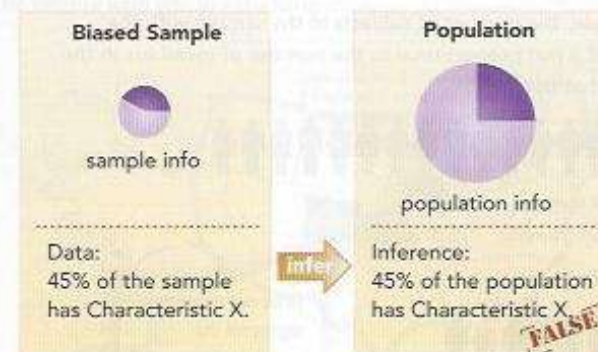 Biased Sample
sample info
Data:
45% of the sample
has Characteristic X.
infer
Population
population info
Inference:
45% of the population
has Characteristic X.
FALSE